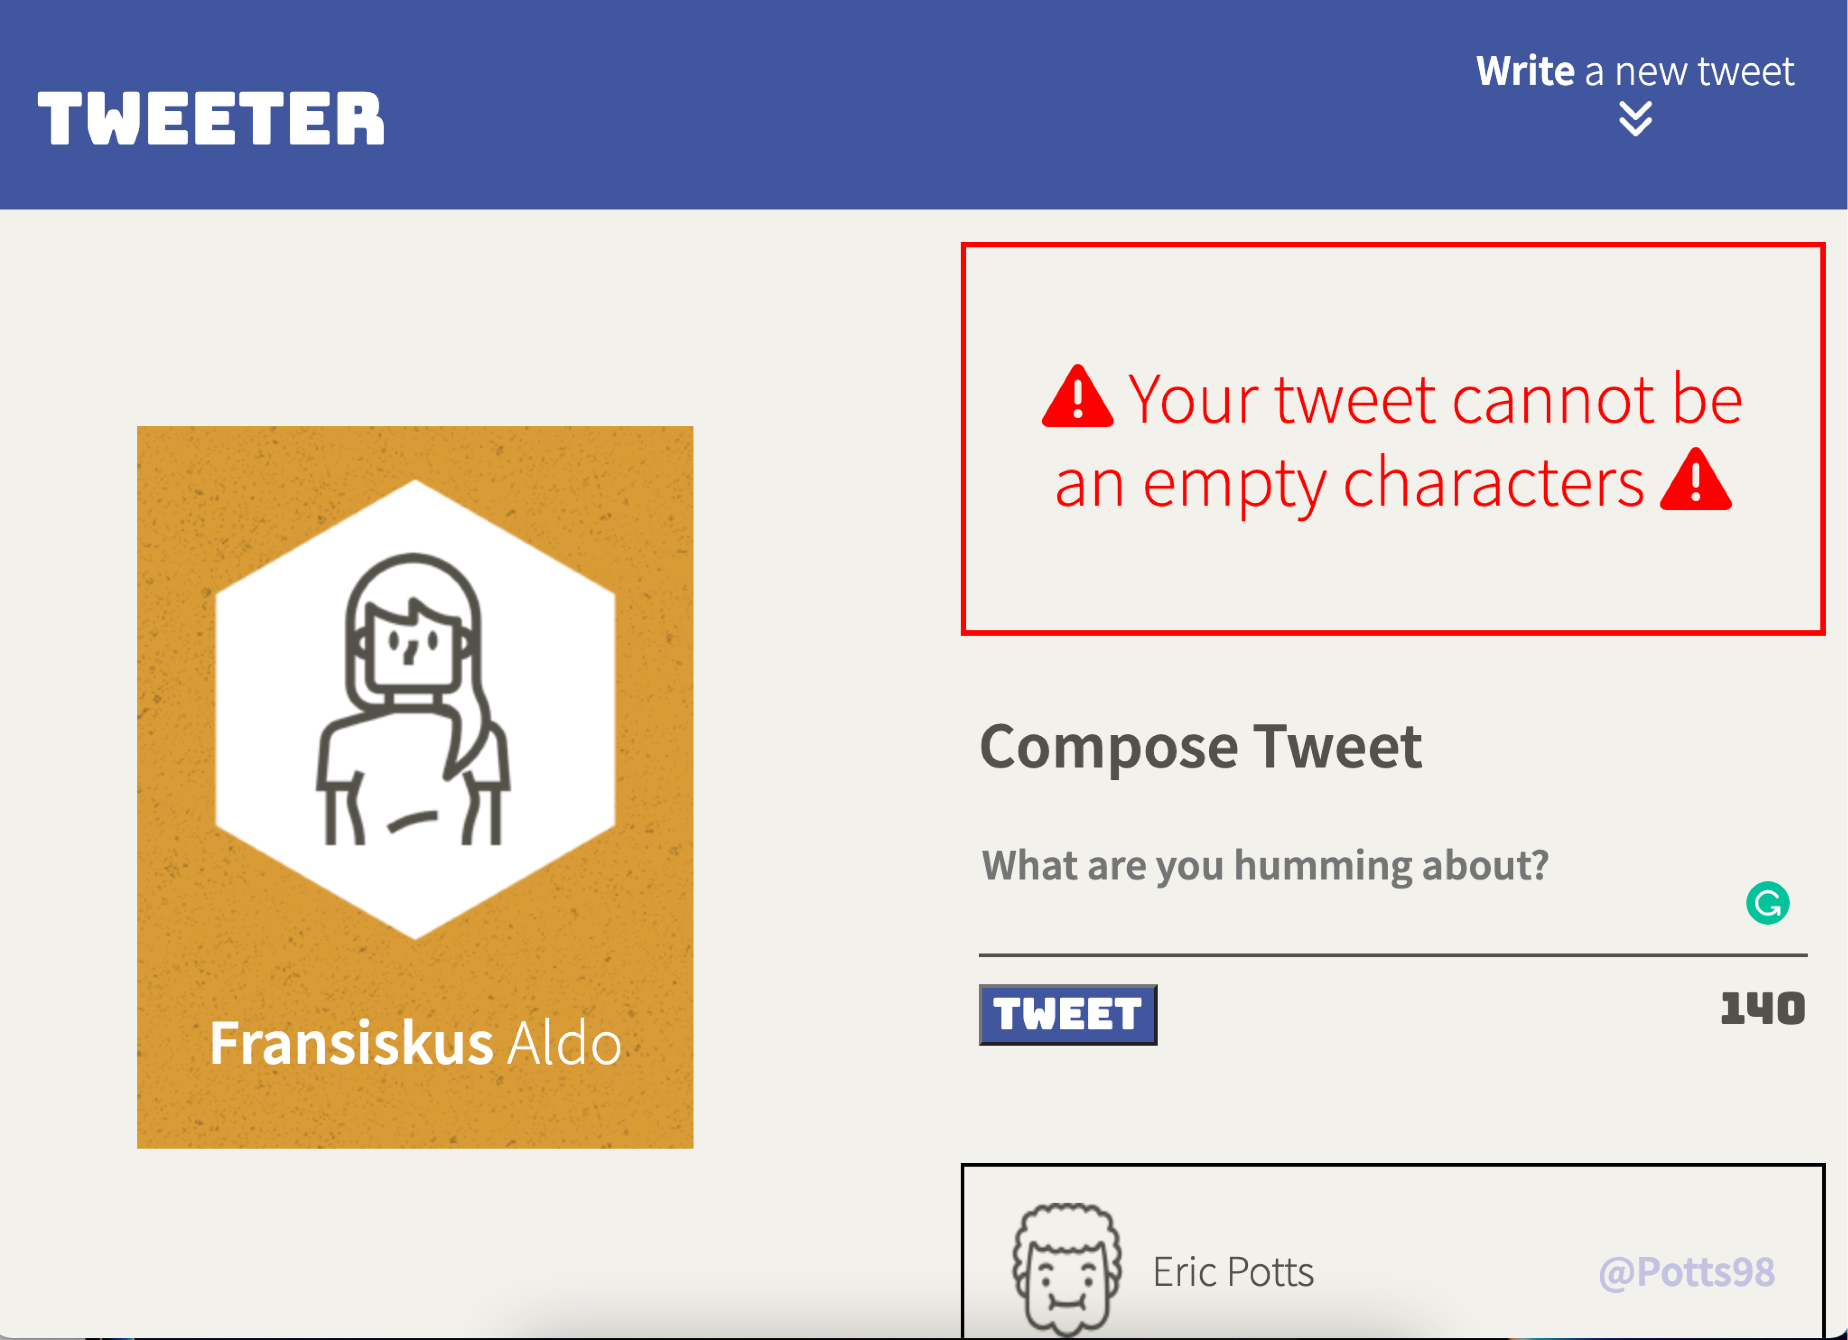 TWEETER
Write a new tweet
Your tweet cannot be
an empty characters
Fransiskus Aldo
Compose Tweet
What are you humming about?
TWEET
140
Eric Potts
@Potts98